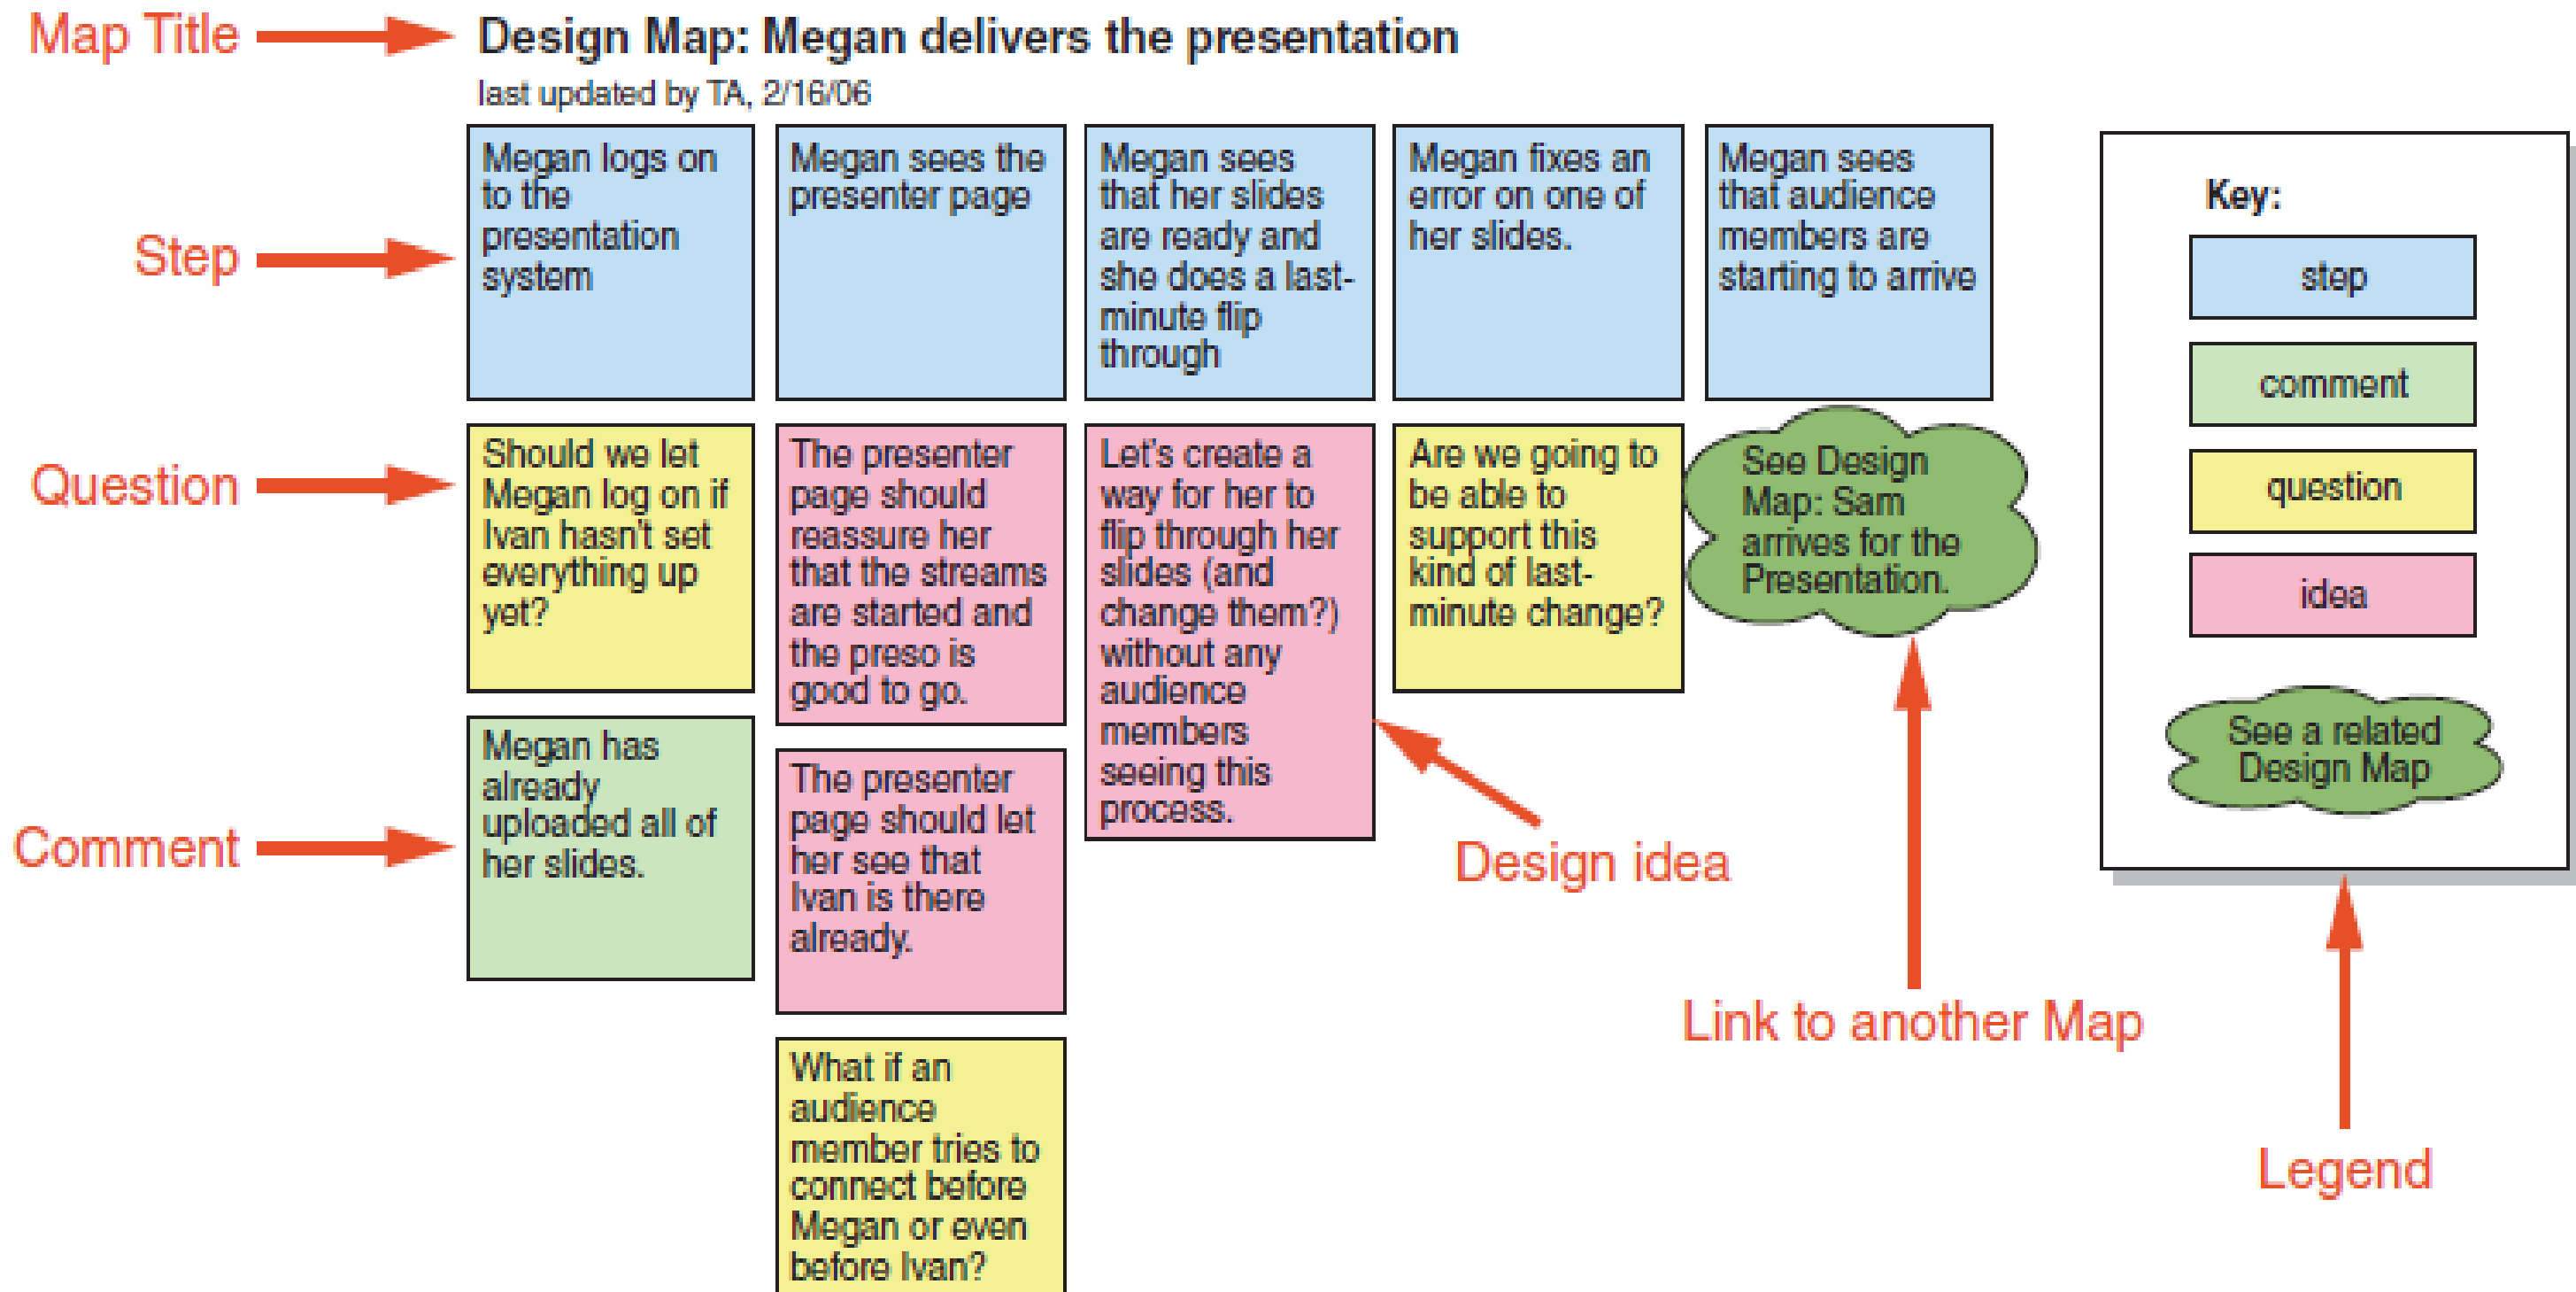 Map Title
Design Map: Megan delivers the presentation
last updated by TA, 2/16/06
Step
Megan logs on
to the
presentation
system
Megan sees the
presenter page
Megan sees
that her slides
are ready and
she does a last-
minute flip
through
Megan fixes an
error on one of
her slides.
Megan sees
that audience
members are
starting to arrive
Question
Should we let
Megan log on if
Ivan hasn't set
everything up
yet?
The presenter
page should
reassure her
that the streams
are started and
the preso is
good to go.
Let's create a
way for her to
flip through her
slides (and
change them?)
without any
audience
members
seeing this
process.
Are we going to
be able to
support this
kind of last-
minute change?
See Design
Map: Sam
arrives for the
Presentation.
Comment
Megan has
already
uploaded all of
her slides.
The presenter
page should let
her see that
Ivan is there
already.
What if an
audience
member tries to
connect before
Megan or even
before Ivan?
Design idea
Link to another Map
Key:
step
comment
question
idea
See a related
Design Map
Legend